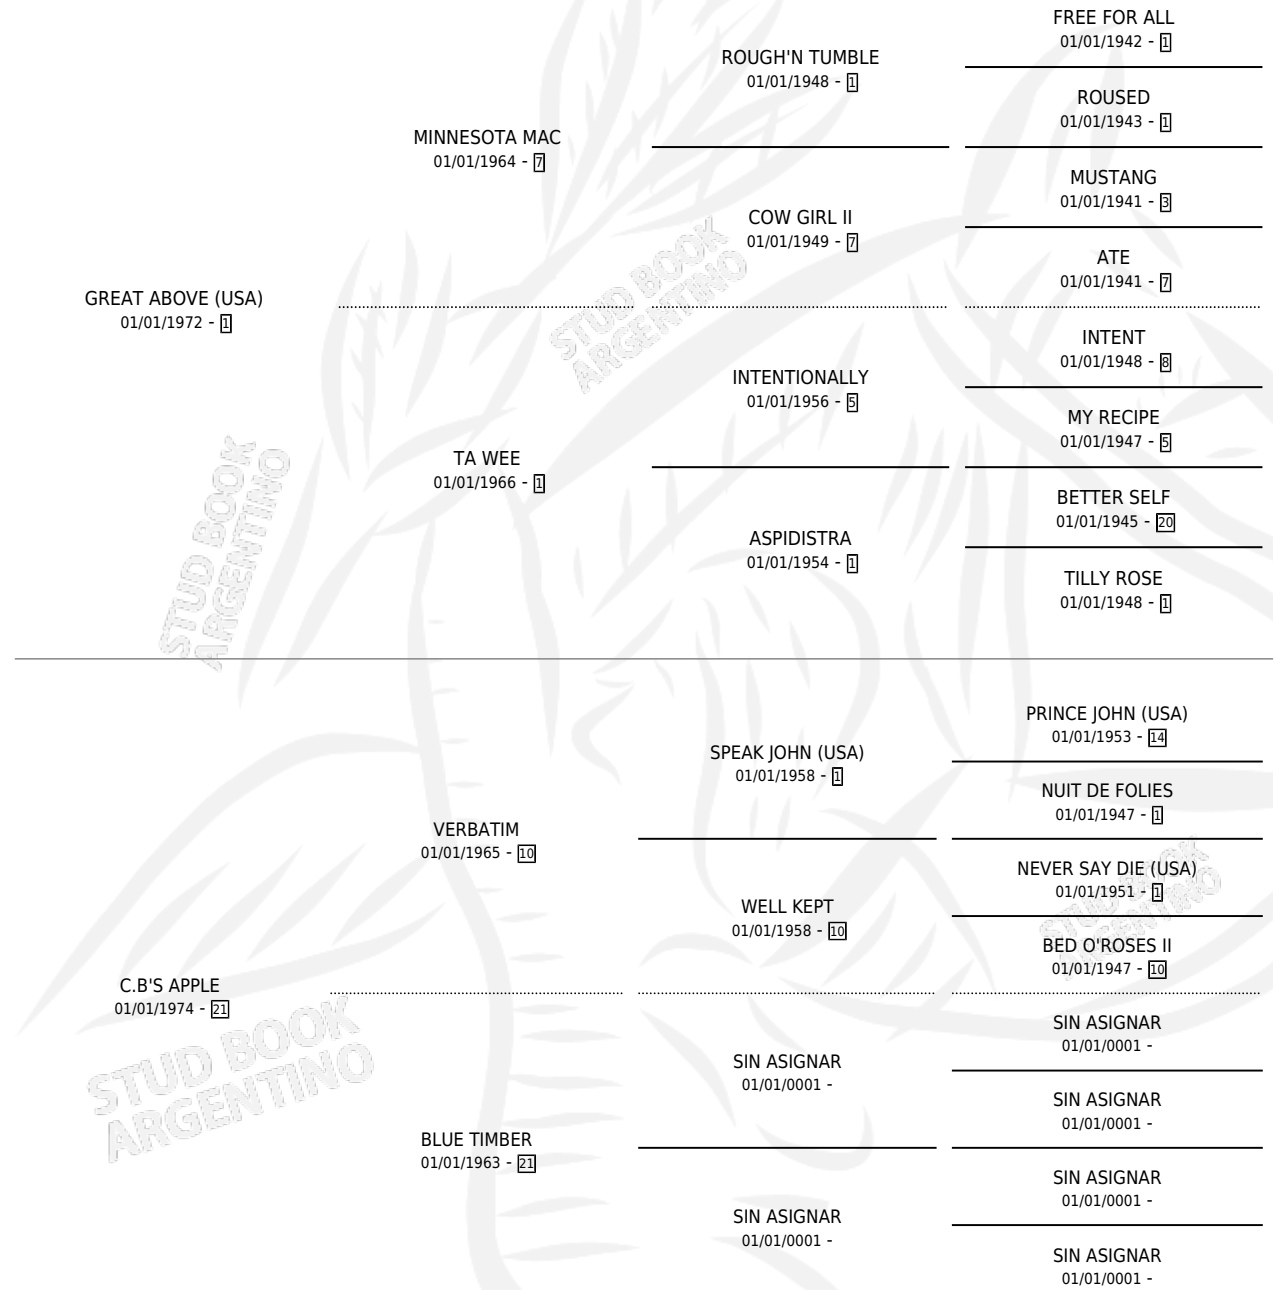 GREAT ABOVE (USA)
01/01/1972 - 1
MINNESOTA MAC
01/01/1964 - 7
ROUGH'N TUMBLE
01/01/1948 - 1
FREE FOR ALL
01/01/1942 - 1
ROUSED
01/01/1943 - 1
COW GIRL II
01/01/1949 - 7
MUSTANG
01/01/1941 - 3
ATE
01/01/1941 - 7
TA WEE
01/01/1966 - 1
INTENTIONALLY
01/01/1956 - 5
INTENT
01/01/1948 - 8
MY RECIPE
01/01/1947 - 5
ASPIDISTRA
01/01/1954 - 1
BETTER SELF
01/01/1945 - 20
TILLY ROSE
01/01/1948 - 1
C.B'S APPLE
01/01/1974 - 21
VERBATIM
01/01/1965 - 10
SPEAK JOHN (USA)
01/01/1958 - 1
PRINCE JOHN (USA)
01/01/1953 - 14
NUIT DE FOLIES
01/01/1947 - 1
WELL KEPT
01/01/1958 - 10
NEVER SAY DIE (USA)
01/01/1951 - 1
BED O'ROSES II
01/01/1947 - 10
BLUE TIMBER
01/01/1963 - 21
SIN ASIGNAR
01/01/0001 -
SIN ASIGNAR
01/01/0001 -
SIN ASIGNAR
01/01/0001 -
SIN ASIGNAR
01/01/0001 -
SIN ASIGNAR
01/01/0001 -
SIN ASIGNAR
01/01/0001 -
STUD BOOK
ARGENTINO
STUD BOOK
ARGENTINO
STUD BOOK
ARGENTINO
STUD BOOK
ARGENTINO